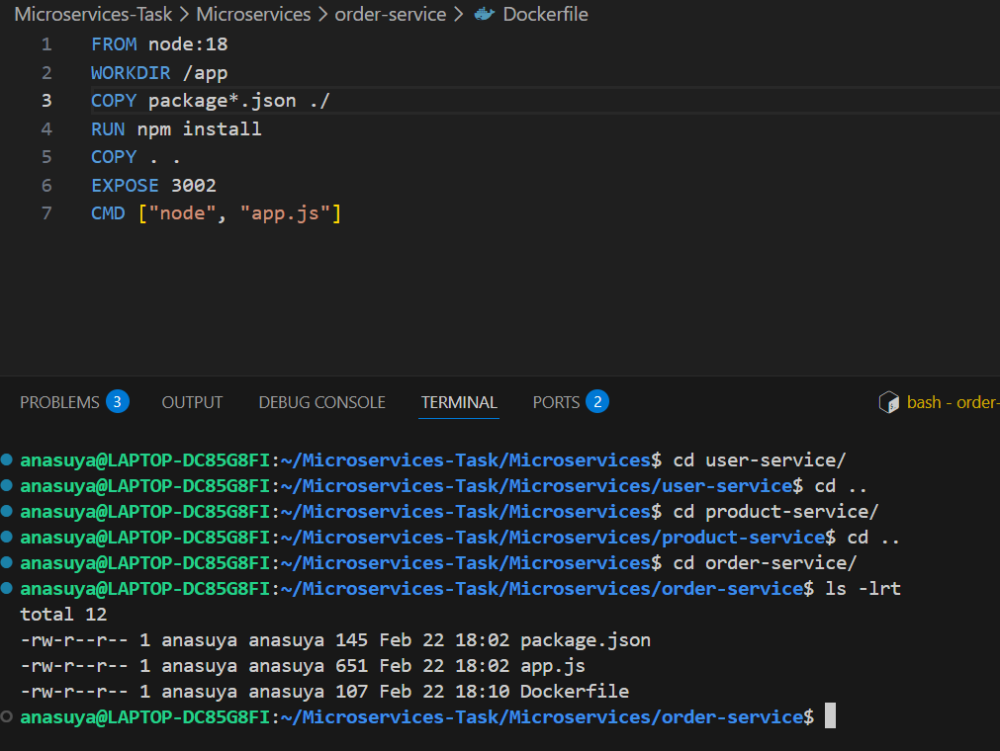 Microservices-Task > Microservices > order-service > Dockerfile
1 FROM node:18
2 WORKDIR /app
3 COPY package*.json ./
4 RUN npm install
5 COPY . .
6 EXPOSE 3002
7 CMD ["node", "app.js"]
PROBLEMS 3 OUTPUT DEBUG CONSOLE TERMINAL PORTS 2 bash - order-
anasuya@LAPTOP-DC85G8FI:~/Microservices-Task/Microservices$ cd user-service/
anasuya@LAPTOP-DC85G8FI:~/Microservices-Task/Microservices/user-service$ cd ..
anasuya@LAPTOP-DC85G8FI:~/Microservices-Task/Microservices$ cd product-service/
anasuya@LAPTOP-DC85G8FI:~/Microservices-Task/Microservices/product-service$ cd ..
anasuya@LAPTOP-DC85G8FI:~/Microservices-Task/Microservices$ cd order-service/
anasuya@LAPTOP-DC85G8FI:~/Microservices-Task/Microservices/order-service$ ls -lrt
total 12
-rw-r--r-- 1 anasuya anasuya 145 Feb 22 18:02 package.json
-rw-r--r-- 1 anasuya anasuya 651 Feb 22 18:02 app.js
-rw-r--r-- 1 anasuya anasuya 107 Feb 22 18:10 Dockerfile
anasuya@LAPTOP-DC85G8FI:~/Microservices-Task/Microservices/order-service$